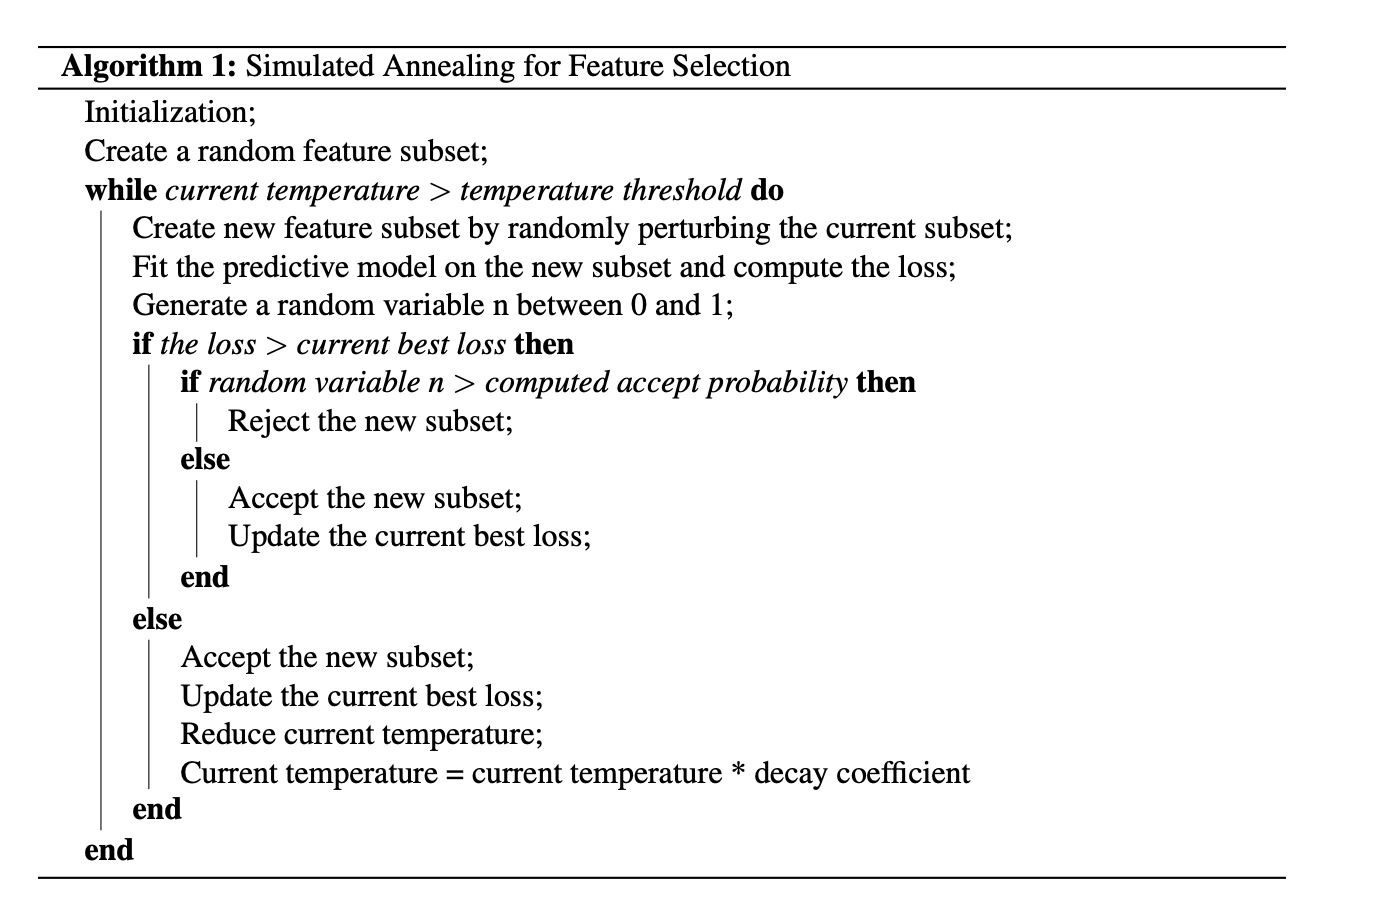 Algorithm 1: Simulated Annealing for Feature Selection
Initialization;
Create a random feature subset;
while current temperature > temperature threshold do
Create new feature subset by randomly perturbing the current subset;
Fit the predictive model on the new subset and compute the loss;
Generate a random variable n between 0 and 1;
if the loss > current best loss then
if random variable n > computed accept probability then
Reject the new subset;
else
Accept the new subset;
Update the current best loss;
end
else
Accept the new subset;
Update the current best loss;
Reduce current temperature;
Current temperature = current temperature * decay coefficient
end
end